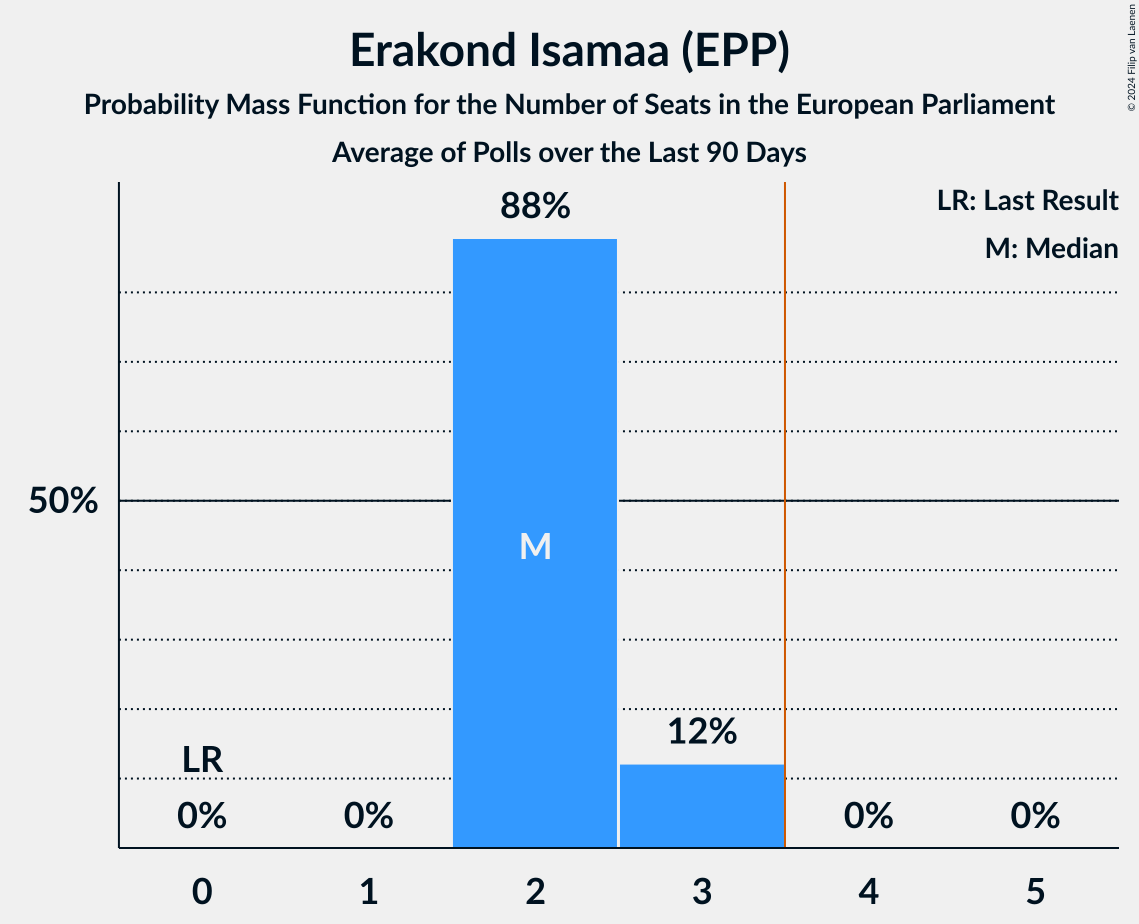 Erakond Isamaa (EPP)
Probability Mass Function for the Number of Seats in the European Parliament
Average of Polls over the Last 90 Days
© 2024 Filip van Laenen
LR: Last Result
M: Median
88%
50%
M
12%
LR
0% 0% 0% 0%
0 1 2 3 4 5